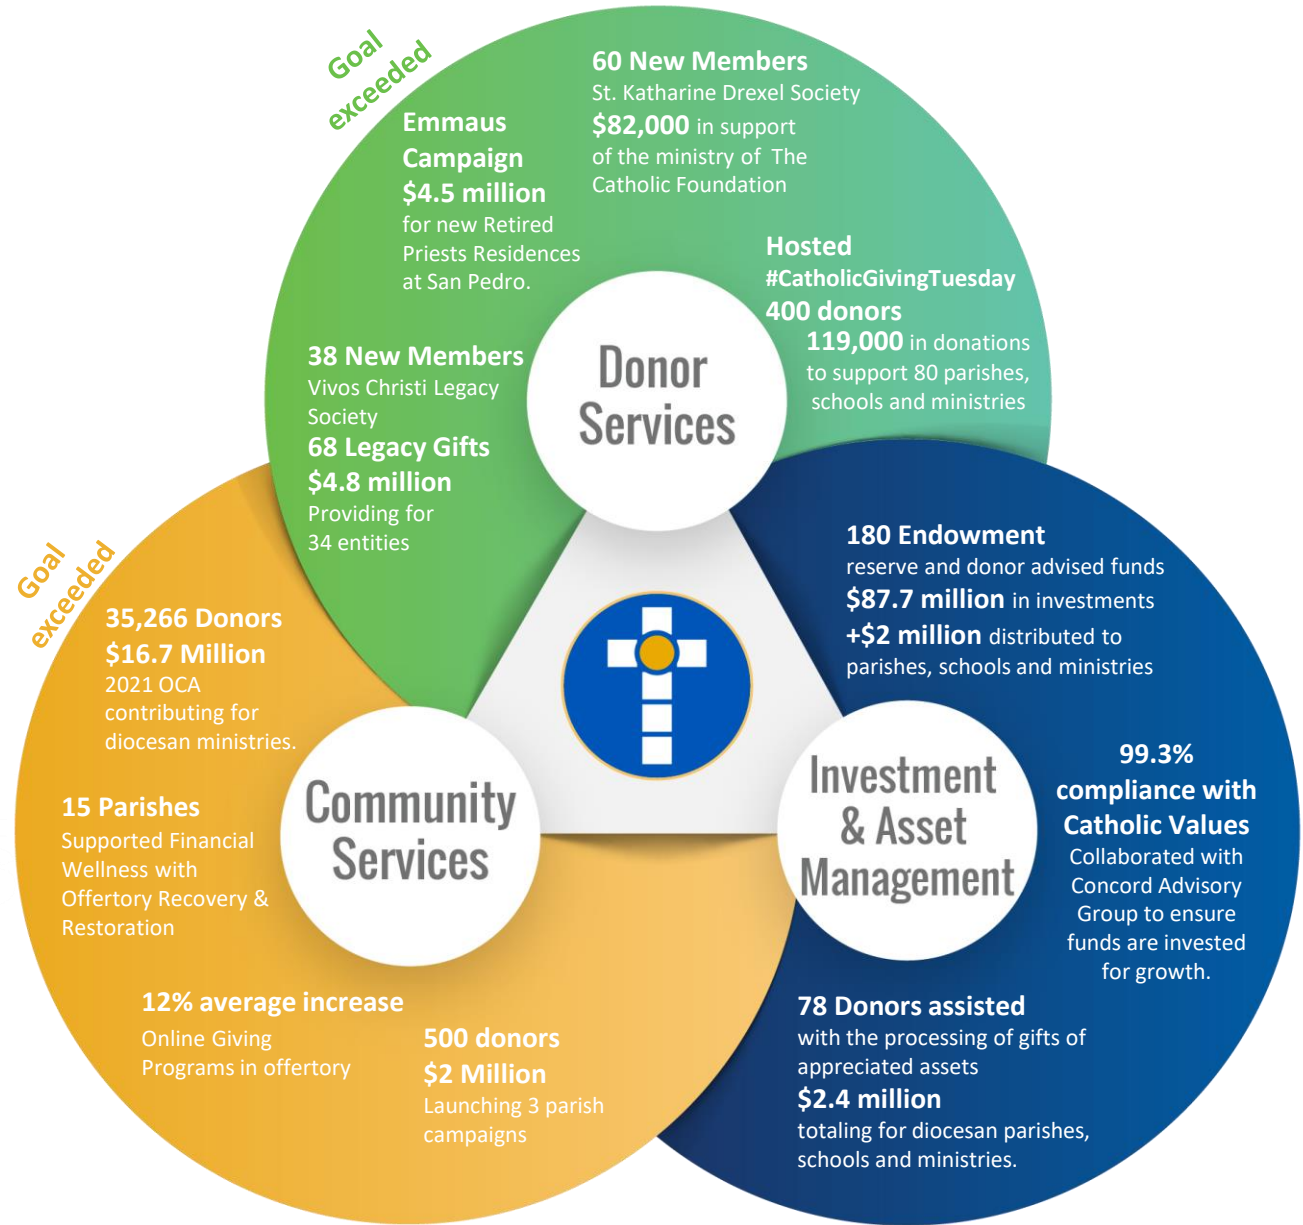 Goal
exceeded
Emmaus
Campaign
$4.5 million
for new Retired
Priests Residences
at San Pedro.
60 New Members
St. Katharine Drexel Society
$82,000 in support
of the ministry of The
Catholic Foundation
Hosted
#CatholicGivingTuesday
400 donors
119,000 in donations
to support 80 parishes,
schools and ministries
38 New Members
Vivos Christi Legacy
Society
68 Legacy Gifts
$4.8 million
Providing for
34 entities
Donor
Services
Goal
exceeded
35,266 Donors
$16.7 Million
2021 OCA
contributing for
diocesan ministries.
15 Parishes
Supported Financial
Wellness with
Offertory Recovery &
Restoration
12% average increase
Online Giving
Programs in offertory
500 donors
$2 Million
Launching 3 parish
campaigns
Community
Services
180 Endowment
reserve and donor advised funds
$87.7 million in investments
+$2 million distributed to
parishes, schools and ministries
Investment
& Asset
Management
99.3%
compliance with
Catholic Values
Collaborated with
Concord Advisory
Group to ensure
funds are invested
for growth.
78 Donors assisted
with the processing of gifts of
appreciated assets
$2.4 million
totaling for diocesan parishes,
schools and ministries.